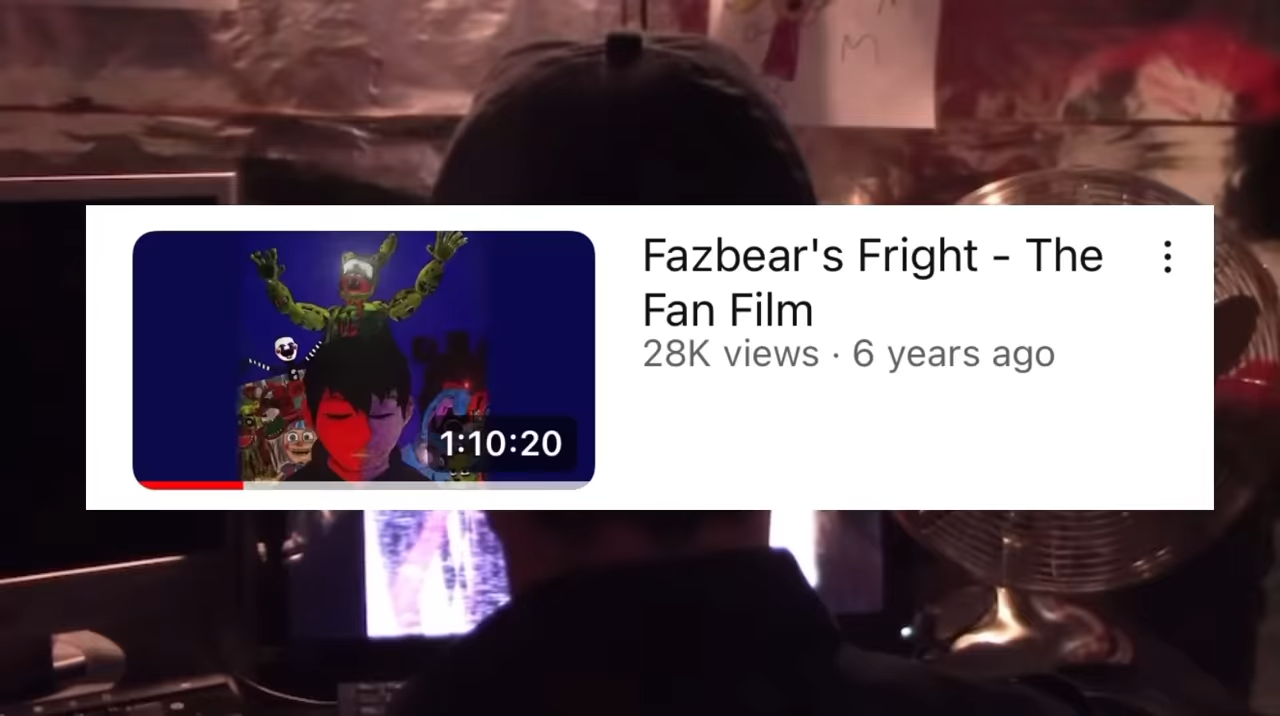 M
Fazbear's Fright - The
Fan Film
28K views · 6 years ago
1:10:20